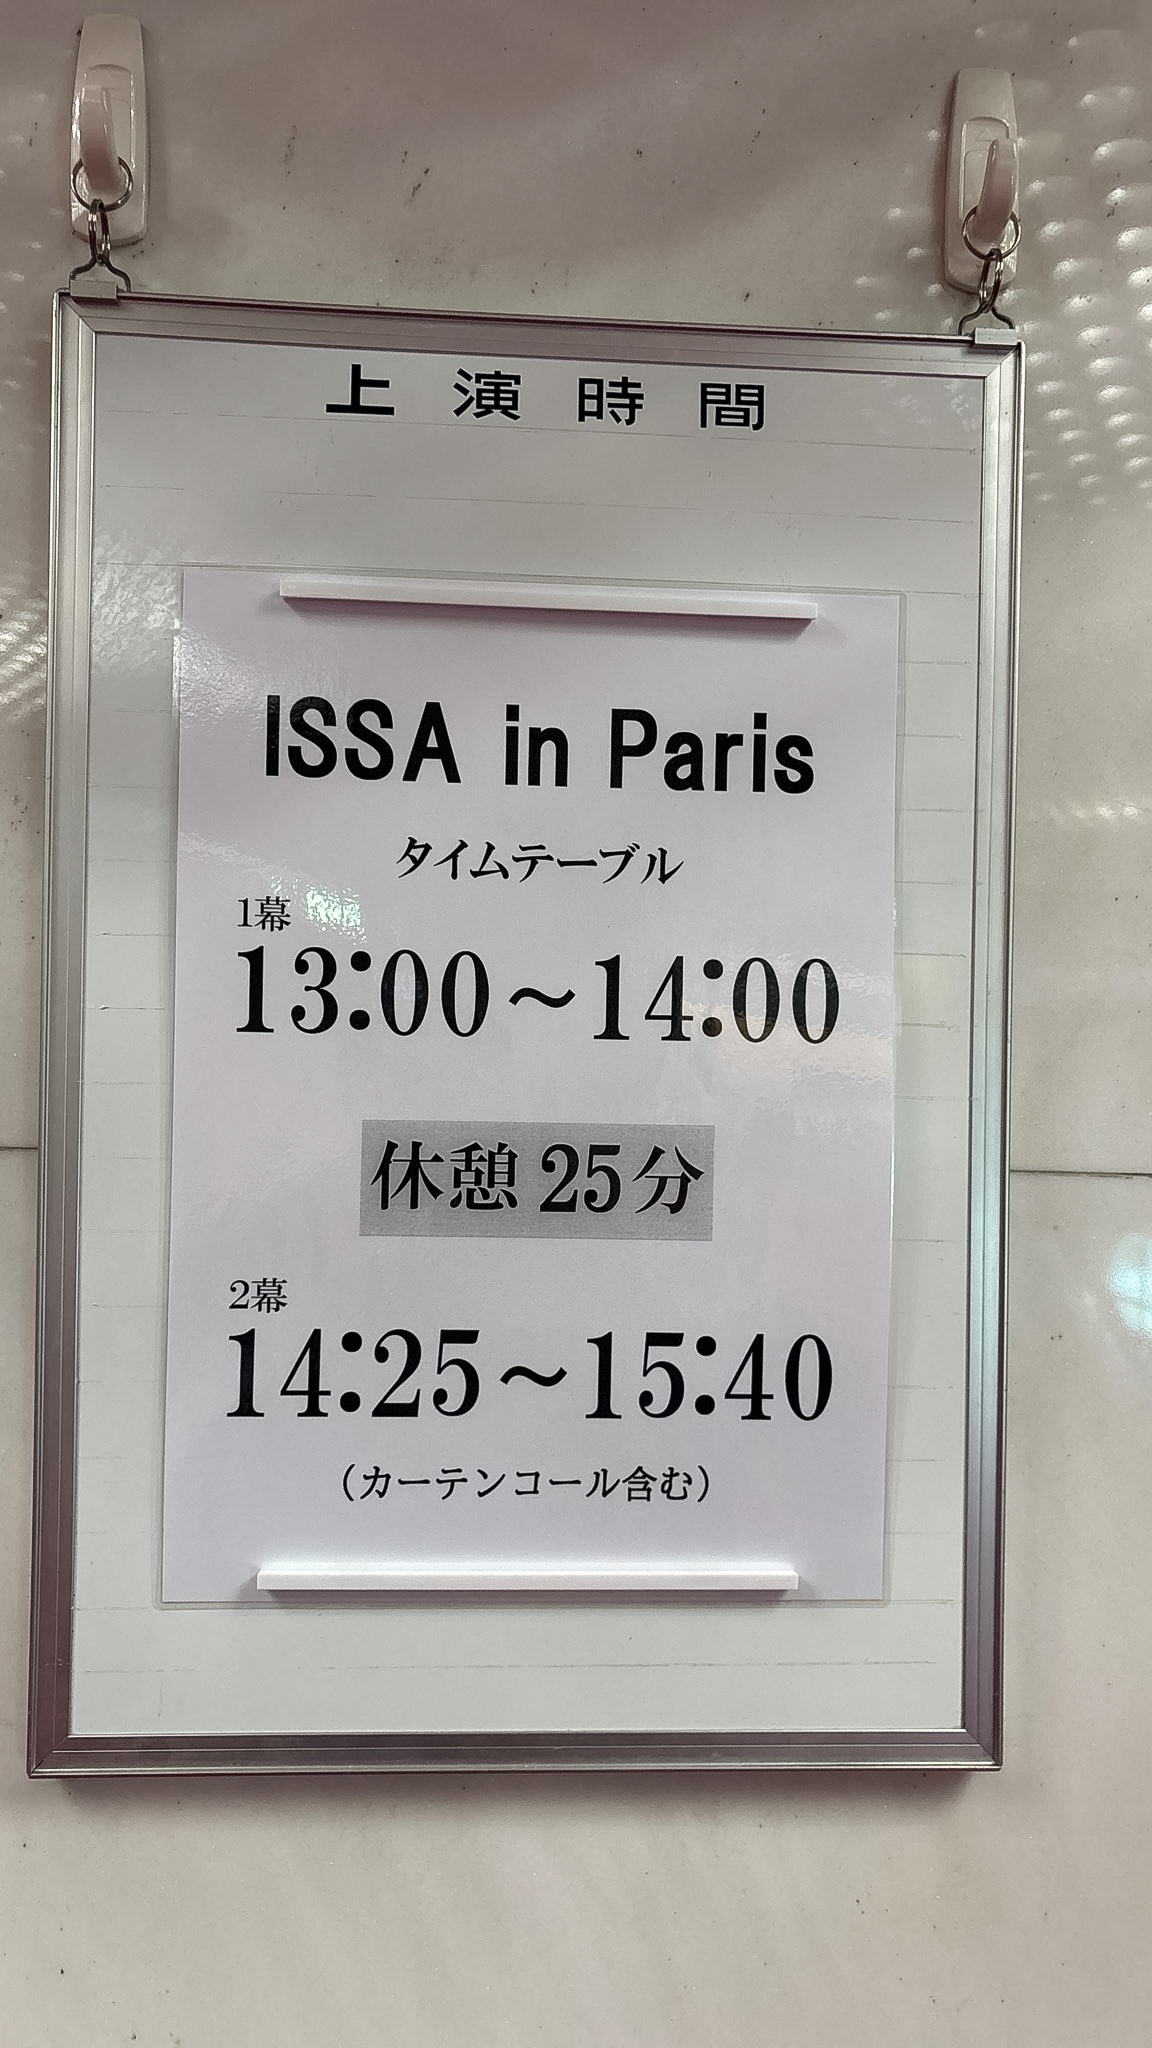 上演時間
ISSA in Paris
タイムテーブル
1幕
13:00～14:00
休憩 25分
2幕
14:25～15:40
（カーテンコール含む）